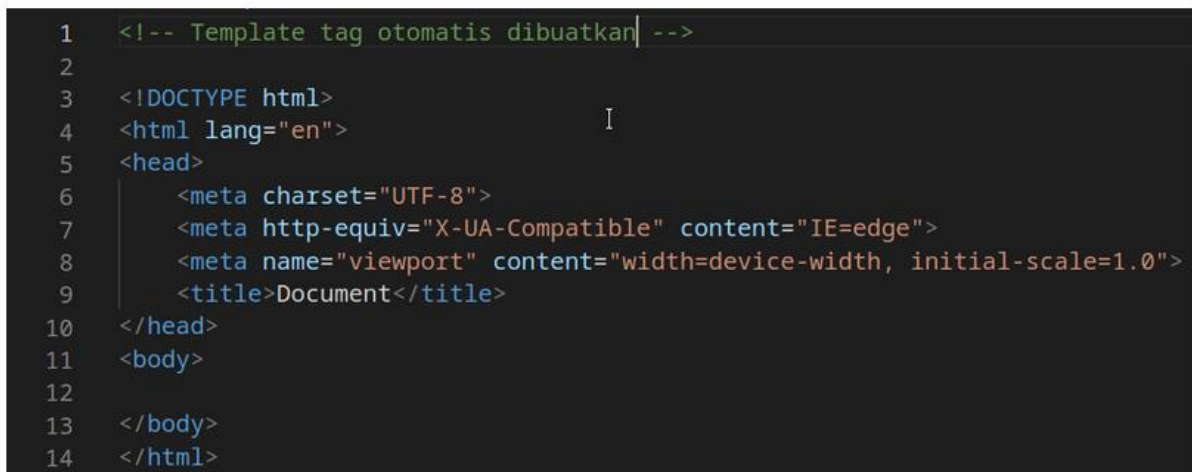 1 <!-- Template tag otomatis dibuatkan -->
2
3 <!DOCTYPE html>
4 <html lang="en">
5 <head>
6     <meta charset="UTF-8">
7     <meta http-equiv="X-UA-Compatible" content="IE=edge">
8     <meta name="viewport" content="width=device-width, initial-scale=1.0">
9     <title>Document</title>
10 </head>
11 <body>
12
13 </body>
14 </html>